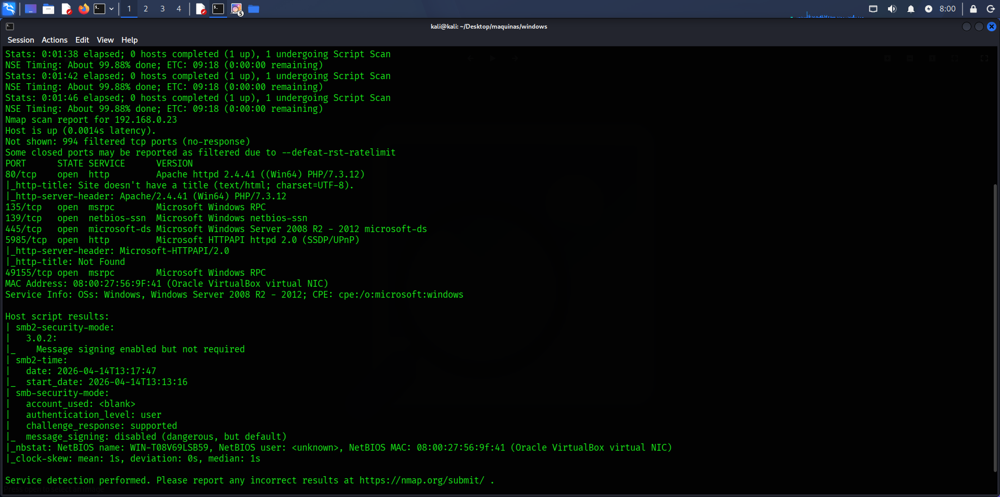 1 2 3 4 5 8:00
kali@kali: ~/Desktop/maquinas/windows
Session Actions Edit View Help
Stats: 0:01:38 elapsed; 0 hosts completed (1 up), 1 undergoing Script Scan
NSE Timing: About 99.88% done; ETC: 09:18 (0:00:00 remaining)
Stats: 0:01:42 elapsed; 0 hosts completed (1 up), 1 undergoing Script Scan
NSE Timing: About 99.88% done; ETC: 09:18 (0:00:00 remaining)
Stats: 0:01:46 elapsed; 0 hosts completed (1 up), 1 undergoing Script Scan
NSE Timing: About 99.88% done; ETC: 09:18 (0:00:00 remaining)
Nmap scan report for 192.168.0.23
Host is up (0.0014s latency).
Not shown: 994 filtered tcp ports (no-response)
Some closed ports may be reported as filtered due to --defeat-rst-ratelimit
PORT      STATE SERVICE      VERSION
80/tcp    open  http         Apache httpd 2.4.41 ((Win64) PHP/7.3.12)
|_http-title: Site doesn't have a title (text/html; charset=UTF-8).
|_http-server-header: Apache/2.4.41 (Win64) PHP/7.3.12
135/tcp   open  msrpc        Microsoft Windows RPC
139/tcp   open  netbios-ssn  Microsoft Windows netbios-ssn
445/tcp   open  microsoft-ds Microsoft Windows Server 2008 R2 - 2012 microsoft-ds
5985/tcp  open  http         Microsoft HTTPAPI httpd 2.0 (SSDP/UPnP)
|_http-server-header: Microsoft-HTTPAPI/2.0
|_http-title: Not Found
49155/tcp open  msrpc        Microsoft Windows RPC
MAC Address: 08:00:27:56:9F:41 (Oracle VirtualBox virtual NIC)
Service Info: OSs: Windows, Windows Server 2008 R2 - 2012; CPE: cpe:/o:microsoft:windows
Host script results:
| smb2-security-mode:
|   3.0.2:
|_    Message signing enabled but not required
| smb2-time:
|   date: 2026-04-14T13:17:47
|_  start_date: 2026-04-14T13:13:16
| smb-security-mode:
|   account_used: <blank>
|   authentication_level: user
|   challenge_response: supported
|_  message_signing: disabled (dangerous, but default)
|_nbstat: NetBIOS name: WIN-T08V69LSB59, NetBIOS user: <unknown>, NetBIOS MAC: 08:00:27:56:9f:41 (Oracle VirtualBox virtual NIC)
|_clock-skew: mean: 1s, deviation: 0s, median: 1s
Service detection performed. Please report any incorrect results at https://nmap.org/submit/ .
Press open to select an image